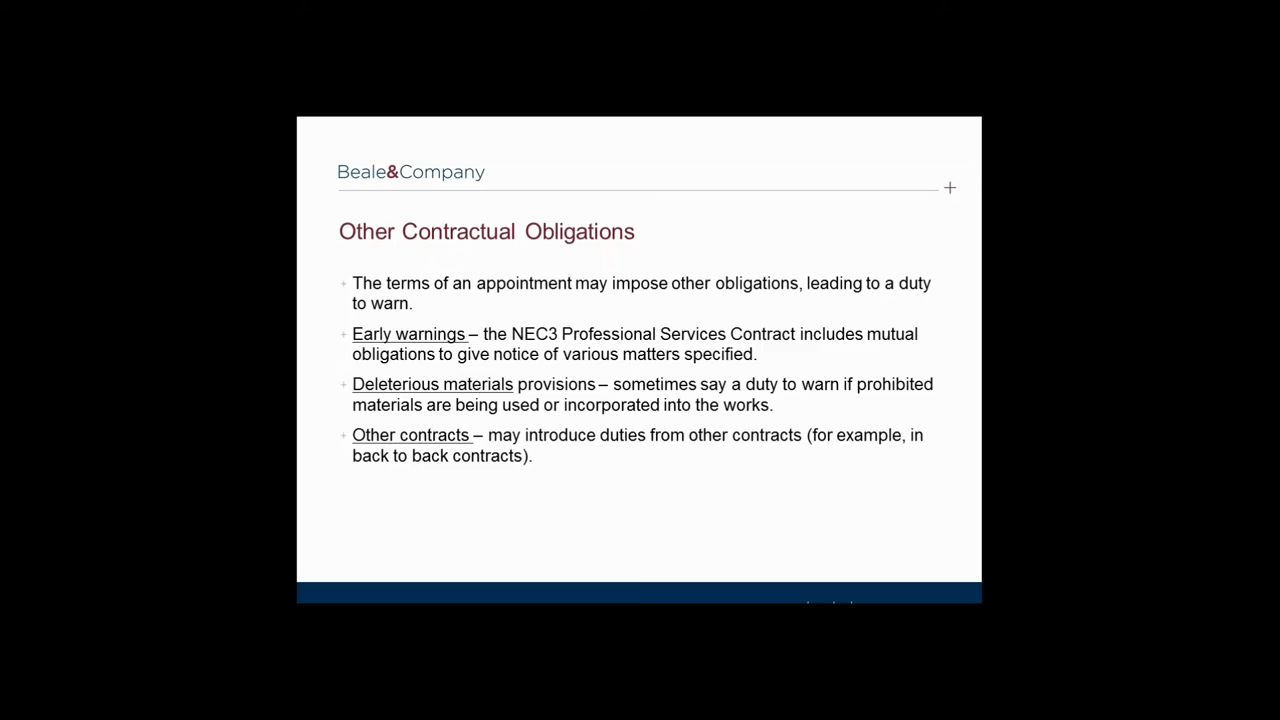 Beale&Company
Other Contractual Obligations
The terms of an appointment may impose other obligations, leading to a duty
to warn.
Early warnings – the NEC3 Professional Services Contract includes mutual
obligations to give notice of various matters specified.
Deleterious materials provisions – sometimes say a duty to warn if prohibited
materials are being used or incorporated into the works.
Other contracts – may introduce duties from other contracts (for example, in
back to back contracts).